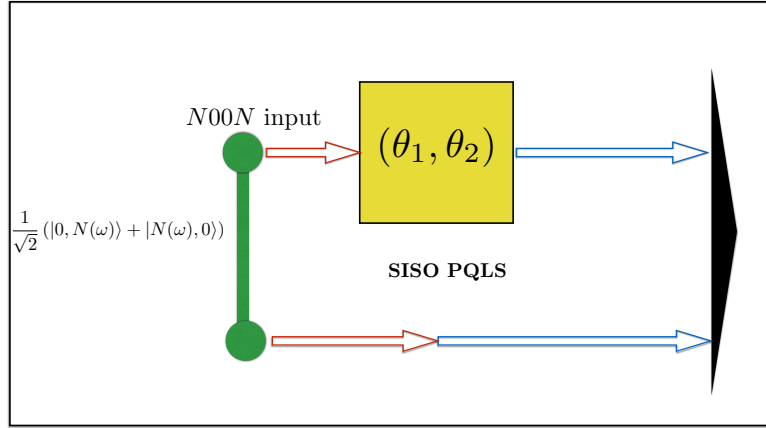 N00N input
(θ₁, θ₂)
1/√2 (|0, N(ω)⟩ + |N(ω), 0⟩)
SISO PQLS